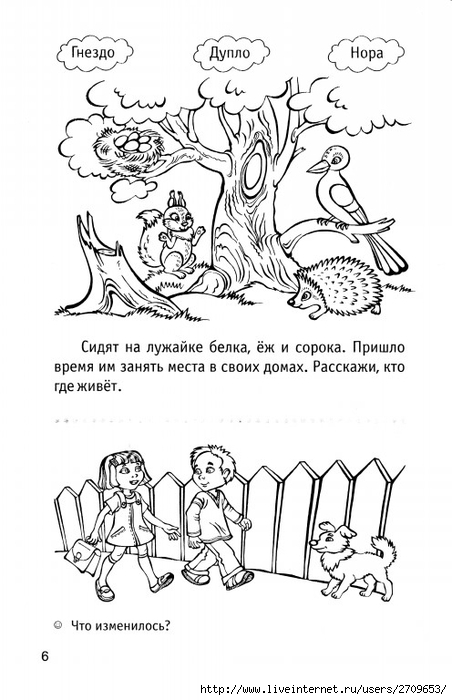 Гнездо
Дупло
Нора
Сидят на лужайке белка, ёж и сорока. Пришло
время им занять места в своих домах. Расскажи, кто
где живёт.
☺ Что изменилось?
6
http://www.liveinternet.ru/users/2709653/